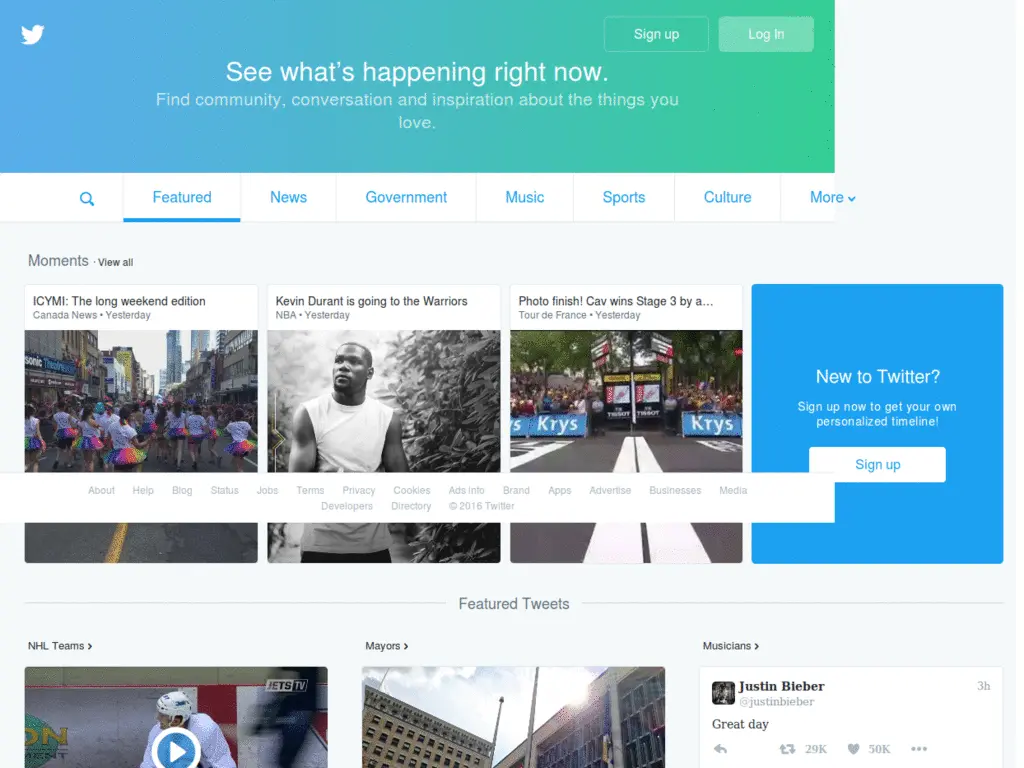 Sign up
Log In
See what's happening right now.
Find community, conversation and inspiration about the things you
love.
Featured
News
Government
Music
Sports
Culture
More
Moments · View all
ICYMI: The long weekend edition
Canada News • Yesterday
Kevin Durant is going to the Warriors
NBA • Yesterday
Photo finish! Cav wins Stage 3 by a…
Tour de France • Yesterday
New to Twitter?
Sign up now to get your own
personalized timeline!
Sign up
Krys
Krys
TISSOT
TISSOT
About Help Blog Status Jobs Terms Privacy Cookies Ads info Brand Apps Advertise Businesses Media
Developers Directory © 2016 Twitter
Featured Tweets
NHL Teams
Mayors
Musicians
JETS TV
Justin Bieber
3h
@justinbieber
Great day
29K
50K